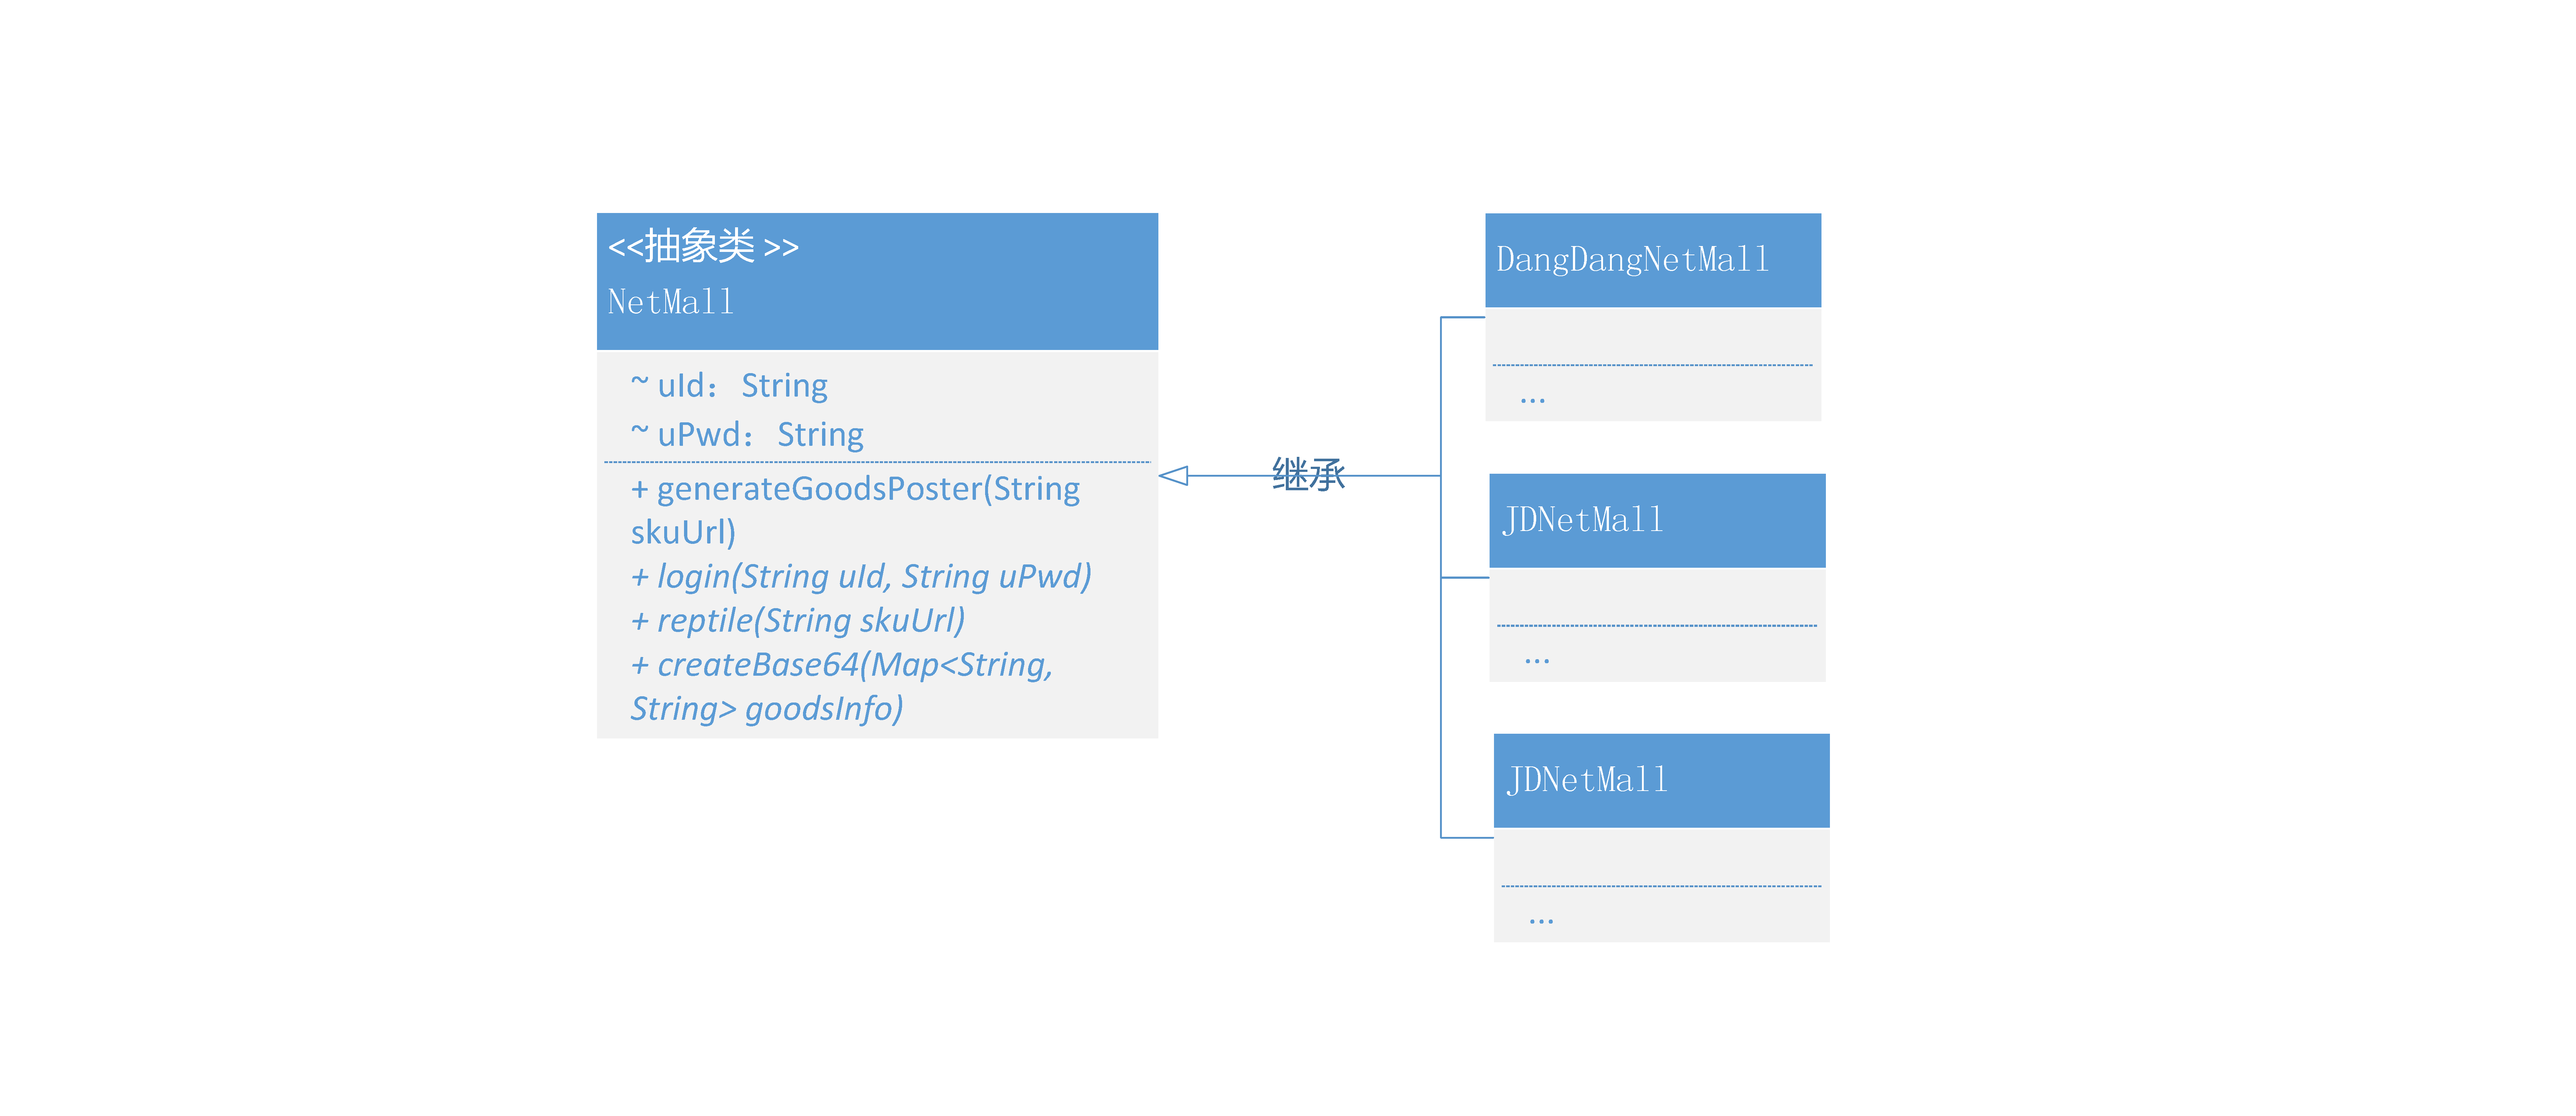 <<抽象类 >>
NetMall
~ uId： String
~ uPwd： String
+ generateGoodsPoster(String
skuUrl)
+ login(String uId, String uPwd)
+ reptile(String skuUrl)
+ createBase64(Map<String,
String> goodsInfo)
继承
DangDangNetMall
...
JDNetMall
...
JDNetMall
...